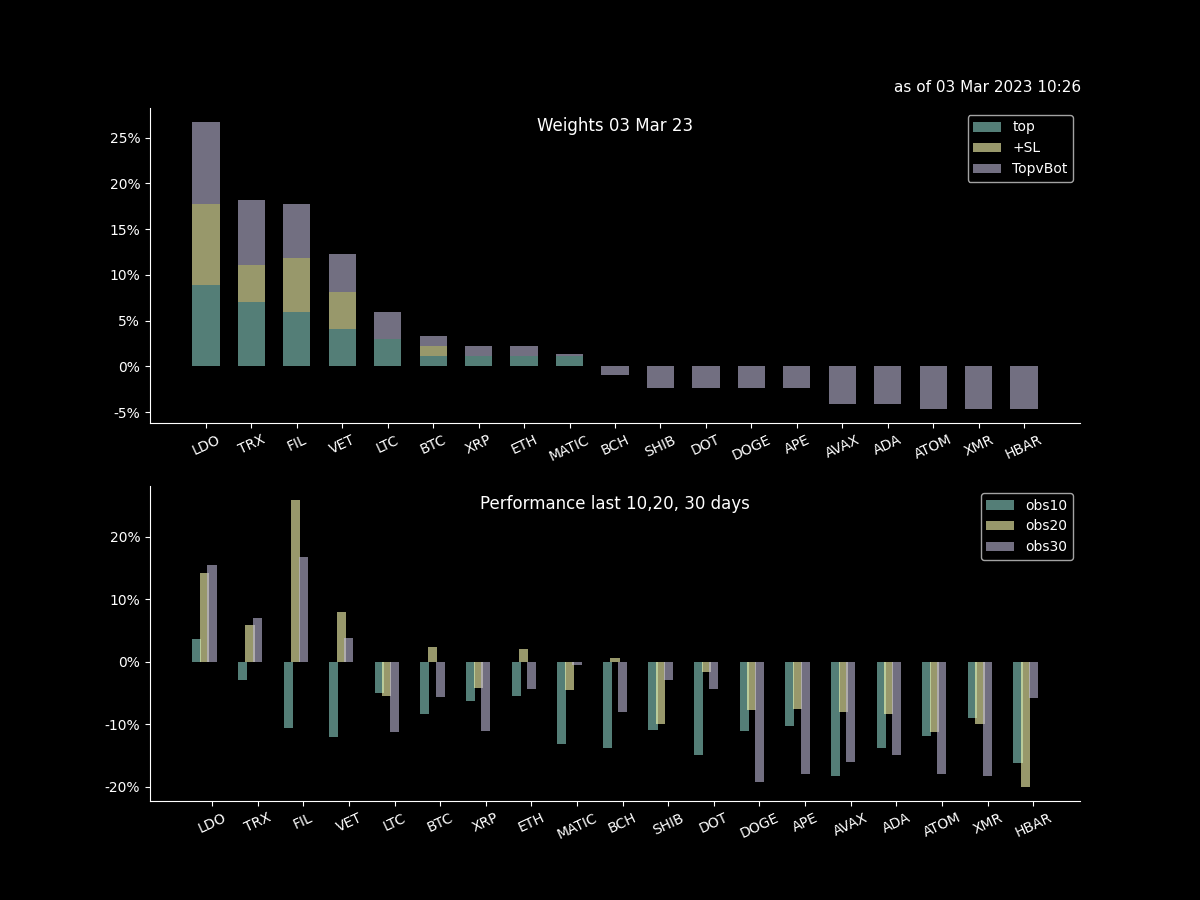 as of 03 Mar 2023 10:26
Weights 03 Mar 23
top
+SL
TopvBot
25%
20%
15%
10%
5%
0%
-5%
LDO TRX FIL VET LTC BTC XRP ETH MATIC BCH SHIB DOT DOGE APE AVAX ADA ATOM XMR HBAR
Performance last 10,20, 30 days
obs10
obs20
obs30
20%
10%
0%
-10%
-20%
LDO TRX FIL VET LTC BTC XRP ETH MATIC BCH SHIB DOT DOGE APE AVAX ADA ATOM XMR HBAR